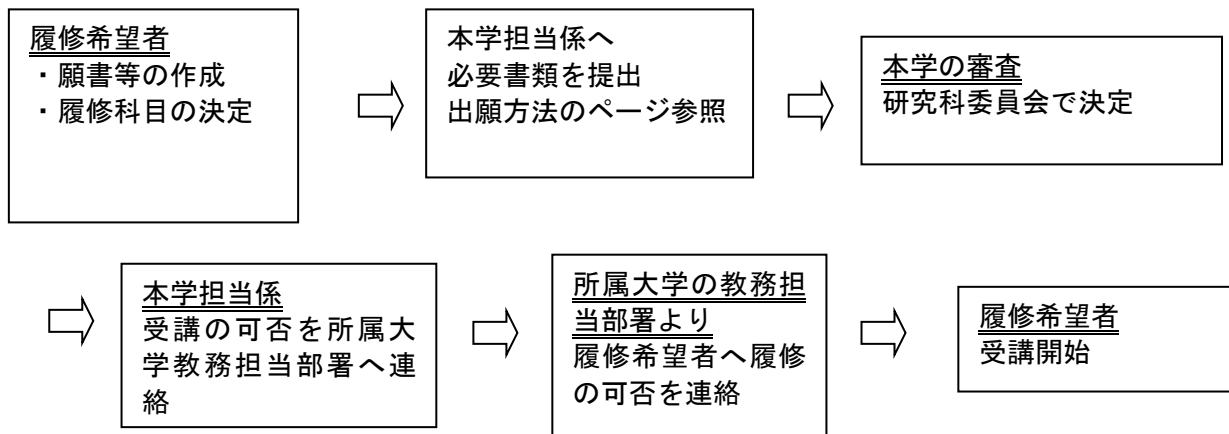 履修希望者
・願書等の作成
・履修科目の決定
本学担当係へ
必要書類を提出
出願方法のページ参照
本学の審査
研究科委員会で決定
本学担当係
受講の可否を所属大
学教務担当部署へ連
絡
所属大学の教務担
当部署より
履修希望者へ履修
の可否を連絡
履修希望者
受講開始